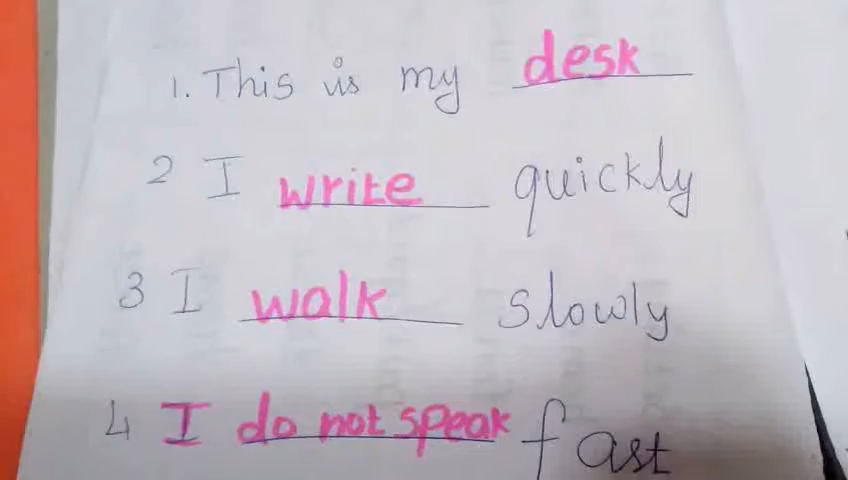 1. This is my desk
2 I write quickly
3 I walk slowly
4 I do not speak fast